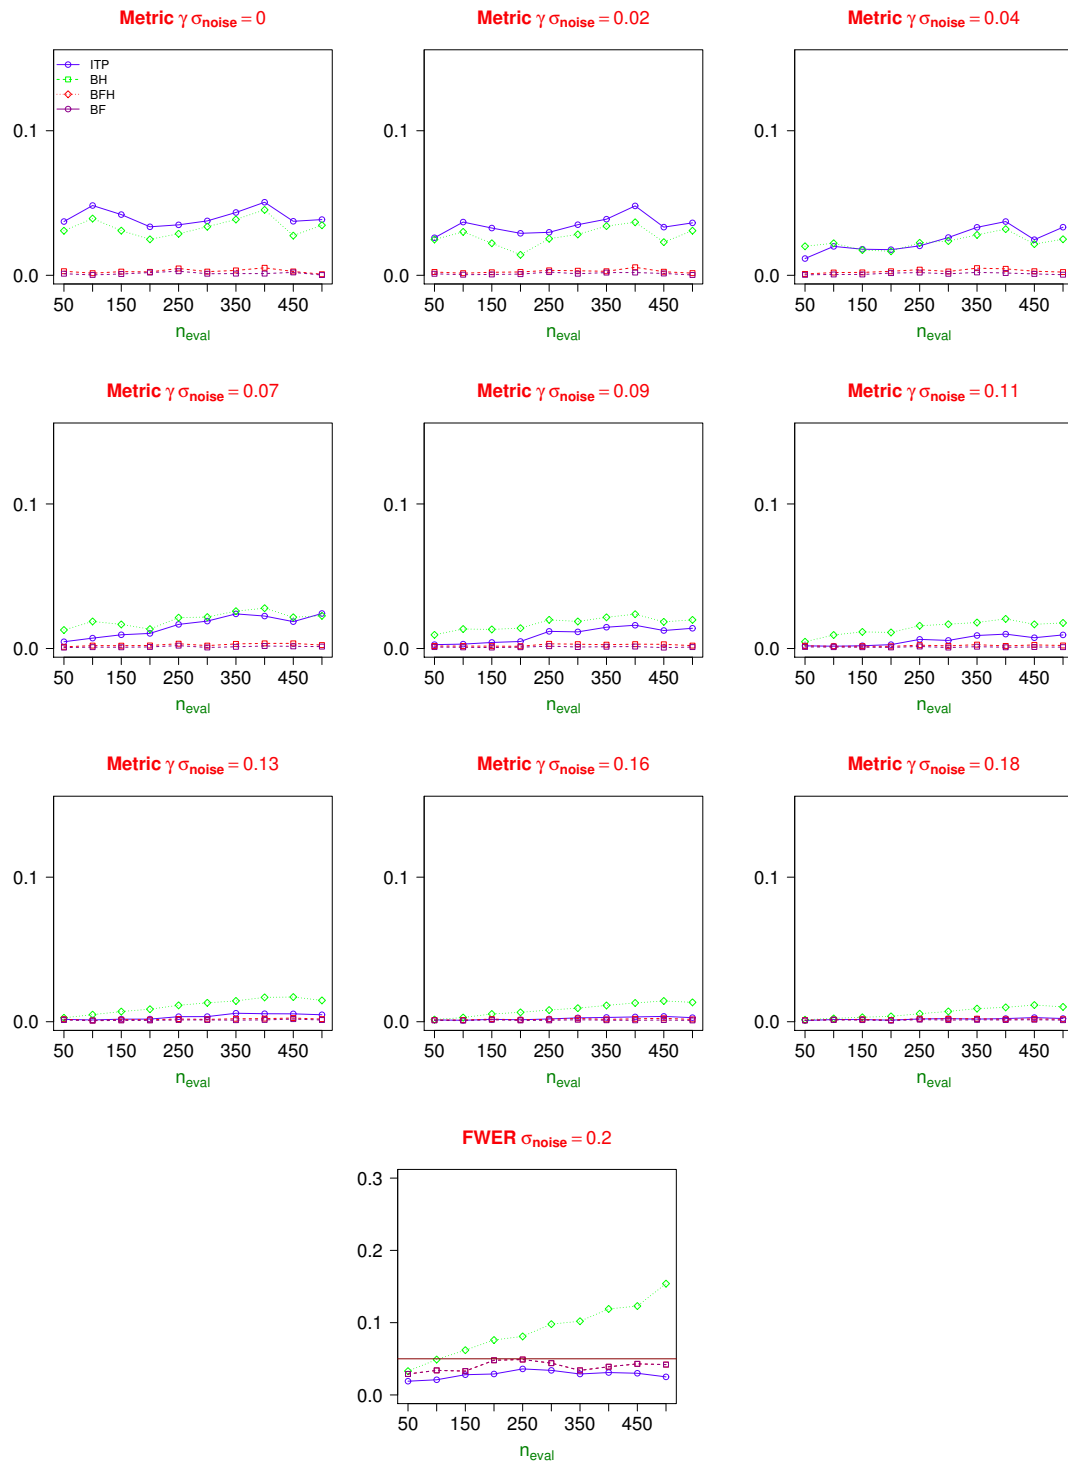 Metric γ σnoise = 0
Metric γ σnoise = 0.02
Metric γ σnoise = 0.04
ITP
BH
BFH
BF
0.1
0.0
50 150 250 350 450
neval
0.1
0.0
50 150 250 350 450
neval
0.1
0.0
50 150 250 350 450
neval
Metric γ σnoise = 0.07
Metric γ σnoise = 0.09
Metric γ σnoise = 0.11
0.1
0.0
50 150 250 350 450
neval
0.1
0.0
50 150 250 350 450
neval
0.1
0.0
50 150 250 350 450
neval
Metric γ σnoise = 0.13
Metric γ σnoise = 0.16
Metric γ σnoise = 0.18
0.1
0.0
50 150 250 350 450
neval
0.1
0.0
50 150 250 350 450
neval
0.1
0.0
50 150 250 350 450
neval
FWER σnoise = 0.2
0.3
0.2
0.1
0.0
50 150 250 350 450
neval